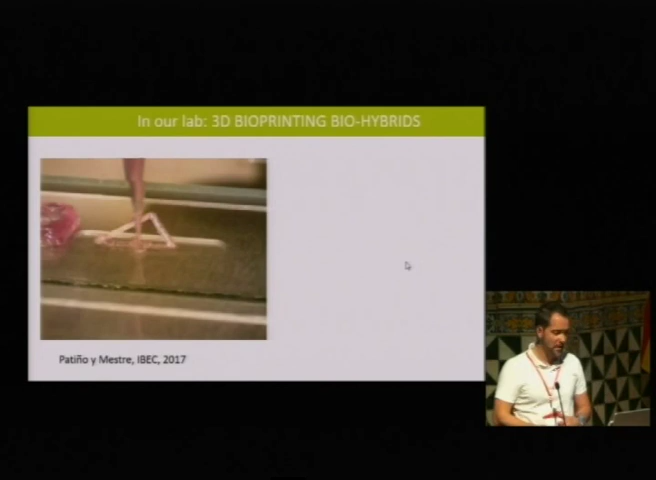 In our lab: 3D BIOPRINTING BIO-HYBRIDS
Patiño y Mestre, IBEC, 2017